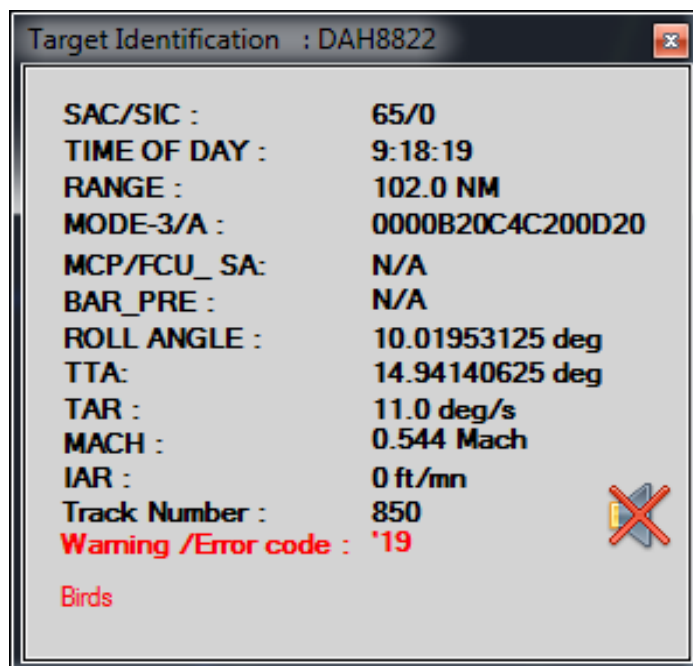 Target Identification : DAH8822
SAC/SIC : 65/0
TIME OF DAY : 9:18:19
RANGE : 102.0 NM
MODE-3/A : 0000B20C4C200D20
MCP/FCU_ SA: N/A
BAR_PRE : N/A
ROLL ANGLE : 10.01953125 deg
TTA: 14.94140625 deg
TAR : 11.0 deg/s
MACH : 0.544 Mach
IAR : 0 ft/mn
Track Number : 850
Warning /Error code : '19
Birds